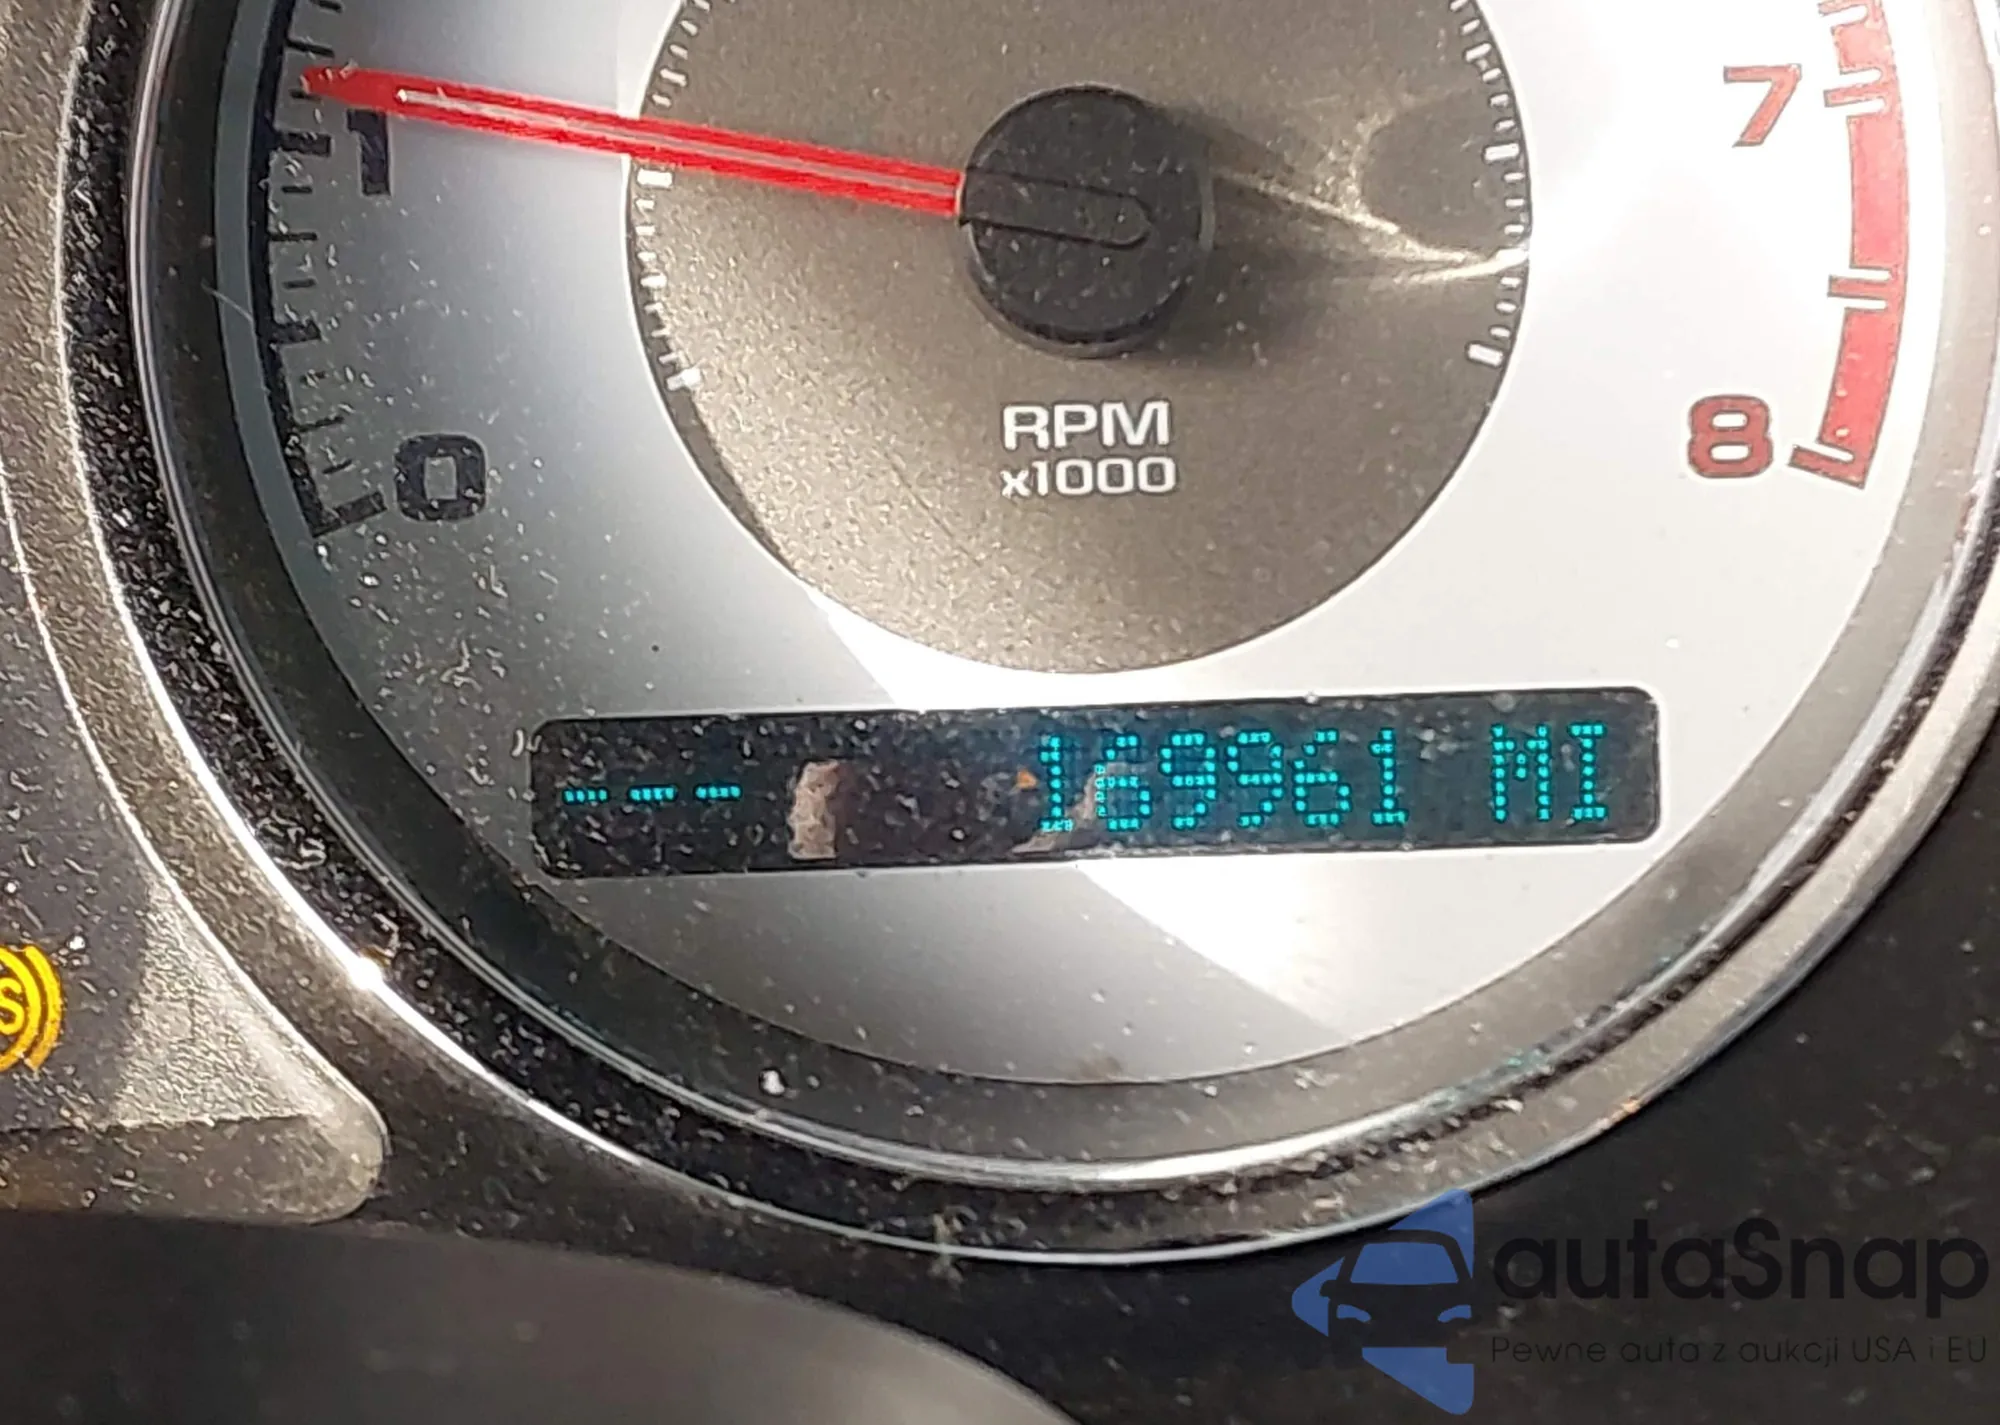 7
1
0
8
RPM
x1000
--- 169961 MI
S
autaSnap
Pewne auta z aukcji USA i EU